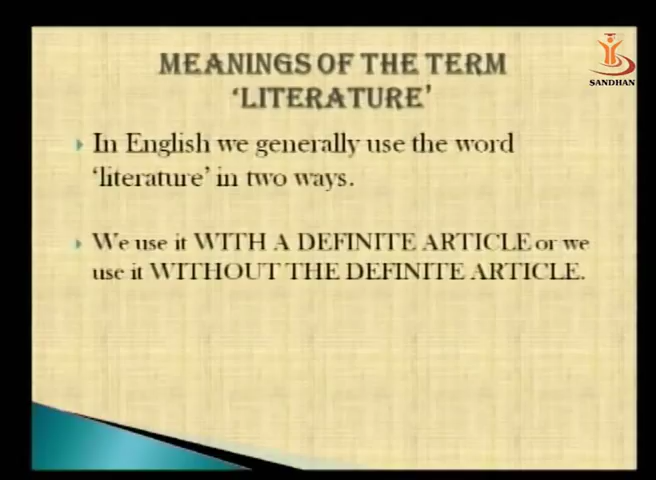 MEANINGS OF THE TERM
'LITERATURE'
SANDHAN
In English we generally use the word
'literature' in two ways.
We use it WITH A DEFINITE ARTICLE or we
use it WITHOUT THE DEFINITE ARTICLE.